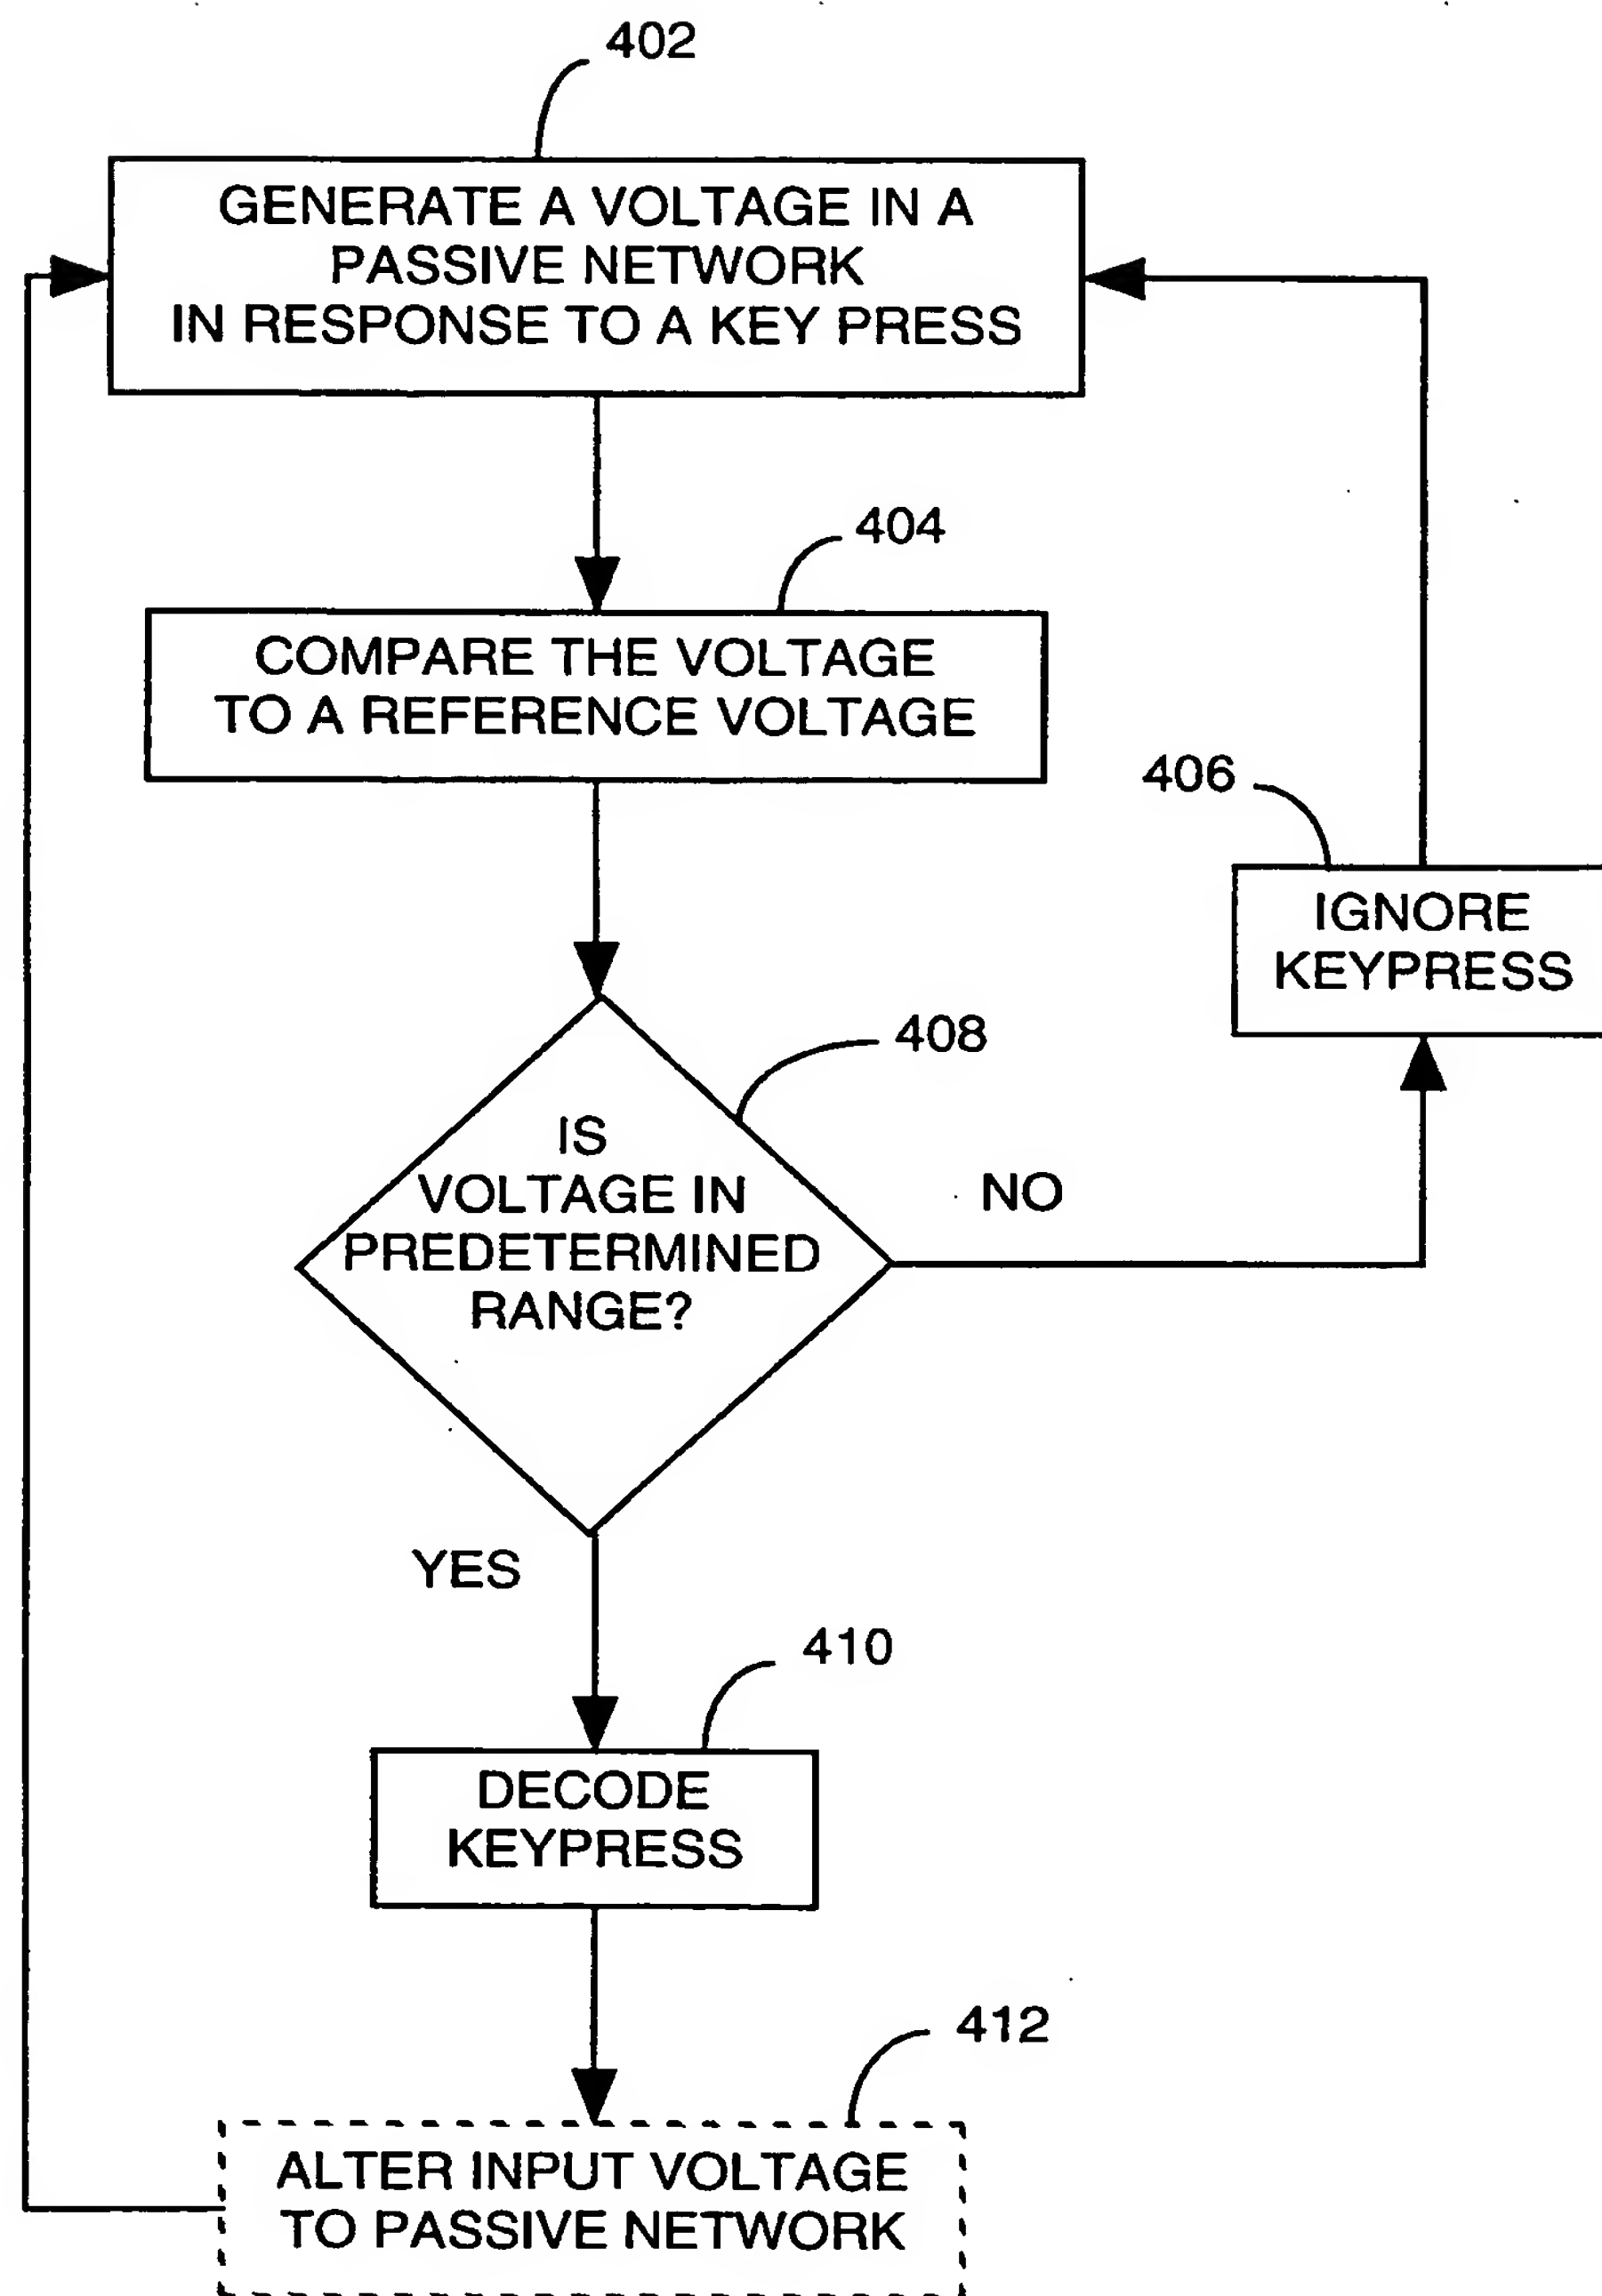 402
GENERATE A VOLTAGE IN A
PASSIVE NETWORK
IN RESPONSE TO A KEY PRESS
404
COMPARE THE VOLTAGE
TO A REFERENCE VOLTAGE
406
IGNORE
KEYPRESS
408
IS
VOLTAGE IN
PREDETERMINED
RANGE?
NO
YES
410
DECODE
KEYPRESS
412
ALTER INPUT VOLTAGE
TO PASSIVE NETWORK